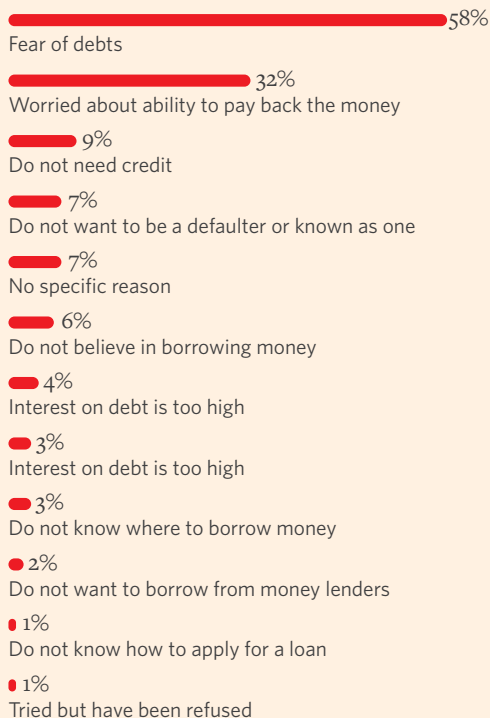 58%
Fear of debts
32%
Worried about ability to pay back the money
9%
Do not need credit
7%
Do not want to be a defaulter or known as one
7%
No specific reason
6%
Do not believe in borrowing money
4%
Interest on debt is too high
3%
Interest on debt is too high
3%
Do not know where to borrow money
2%
Do not want to borrow from money lenders
1%
Do not know how to apply for a loan
1%
Tried but have been refused